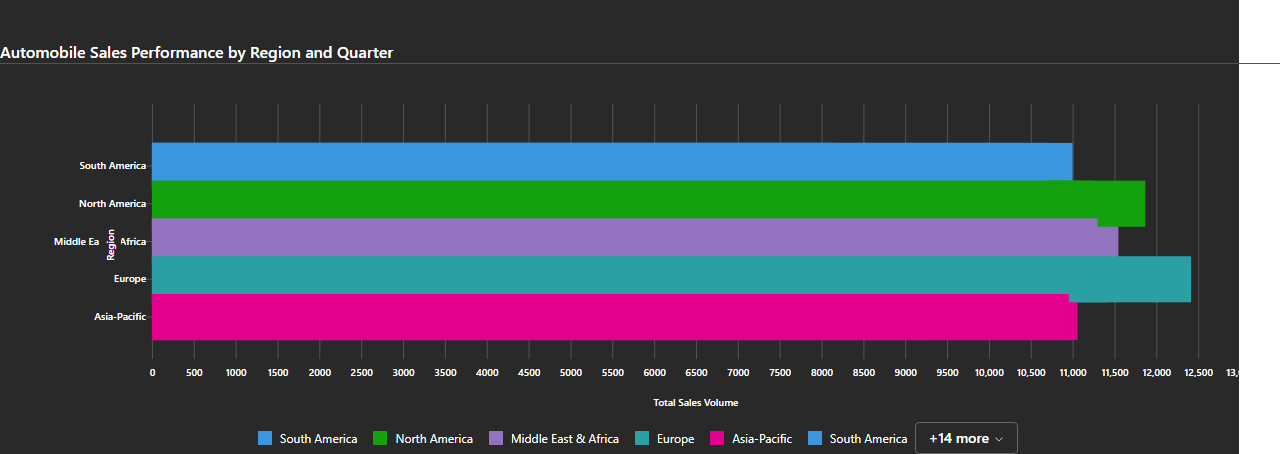 Automobile Sales Performance by Region and Quarter
South America
North America
Middle Ea Africa
Region
Europe
Asia-Pacific
0 500 1000 1500 2000 2500 3000 3500 4000 4500 5000 5500 6000 6500 7000 7500 8000 8500 9000 9500 10,000 10,500 11,000 11,500 12,000 12,500 13,0
Total Sales Volume
South America North America Middle East & Africa Europe Asia-Pacific South America +14 more